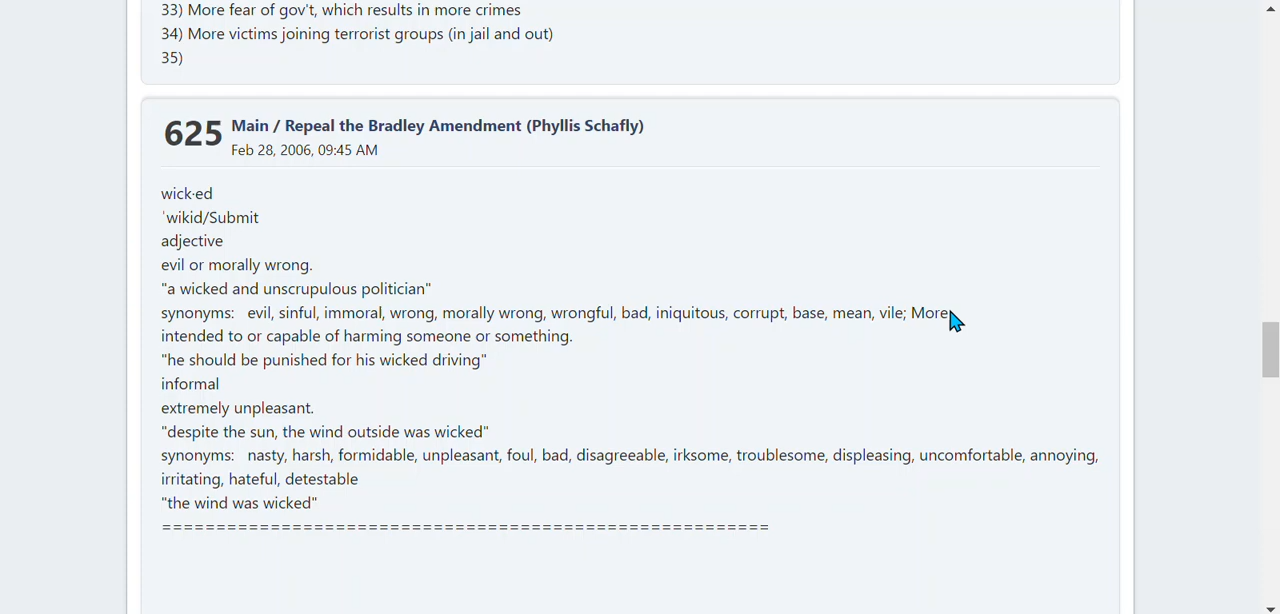 33) More fear of gov't, which results in more crimes
34) More victims joining terrorist groups (in jail and out)
35)
625 Main / Repeal the Bradley Amendment (Phyllis Schafly)
Feb 28, 2006, 09:45 AM
wick·ed
ˈwikid/Submit
adjective
evil or morally wrong.
"a wicked and unscrupulous politician"
synonyms: evil, sinful, immoral, wrong, morally wrong, wrongful, bad, iniquitous, corrupt, base, mean, vile; More
intended to or capable of harming someone or something.
"he should be punished for his wicked driving"
informal
extremely unpleasant.
"despite the sun, the wind outside was wicked"
synonyms: nasty, harsh, formidable, unpleasant, foul, bad, disagreeable, irksome, troublesome, displeasing, uncomfortable, annoying,
irritating, hateful, detestable
"the wind was wicked"
========================================================